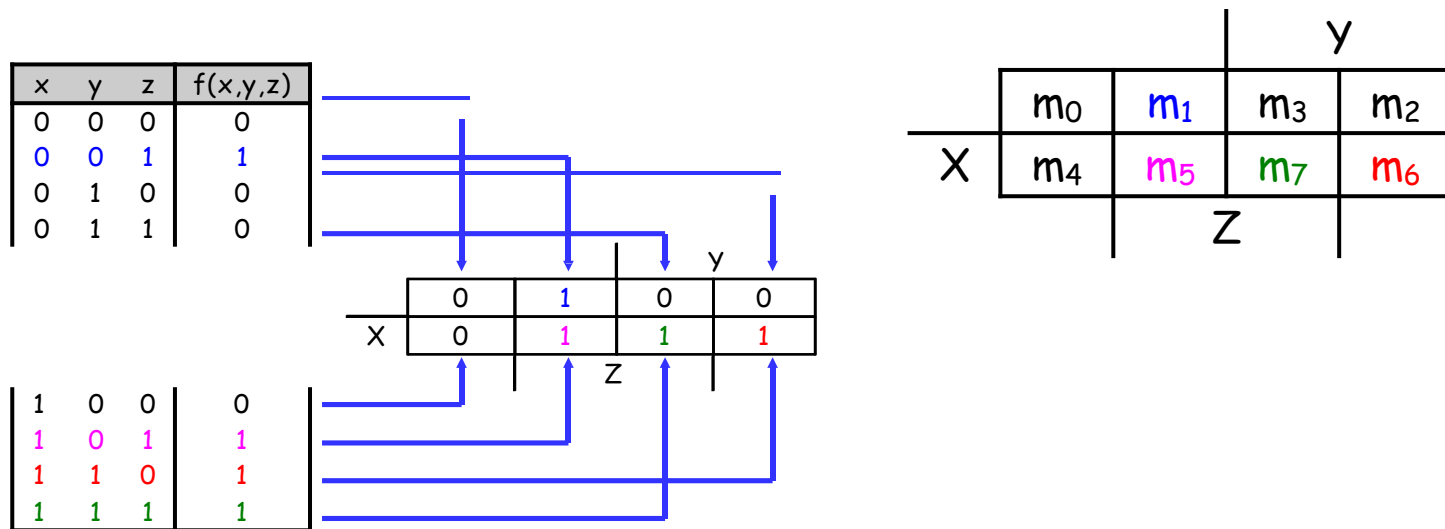 x y z f(x,y,z)
0 0 0 0
0 0 1 1
0 1 0 0
0 1 1 0
Y
0 1 0 0
X 0 1 1 1
Z
1 0 0 0
1 0 1 1
1 1 0 1
1 1 1 1
Y
m0 m1 m3 m2
X m4 m5 m7 m6
Z